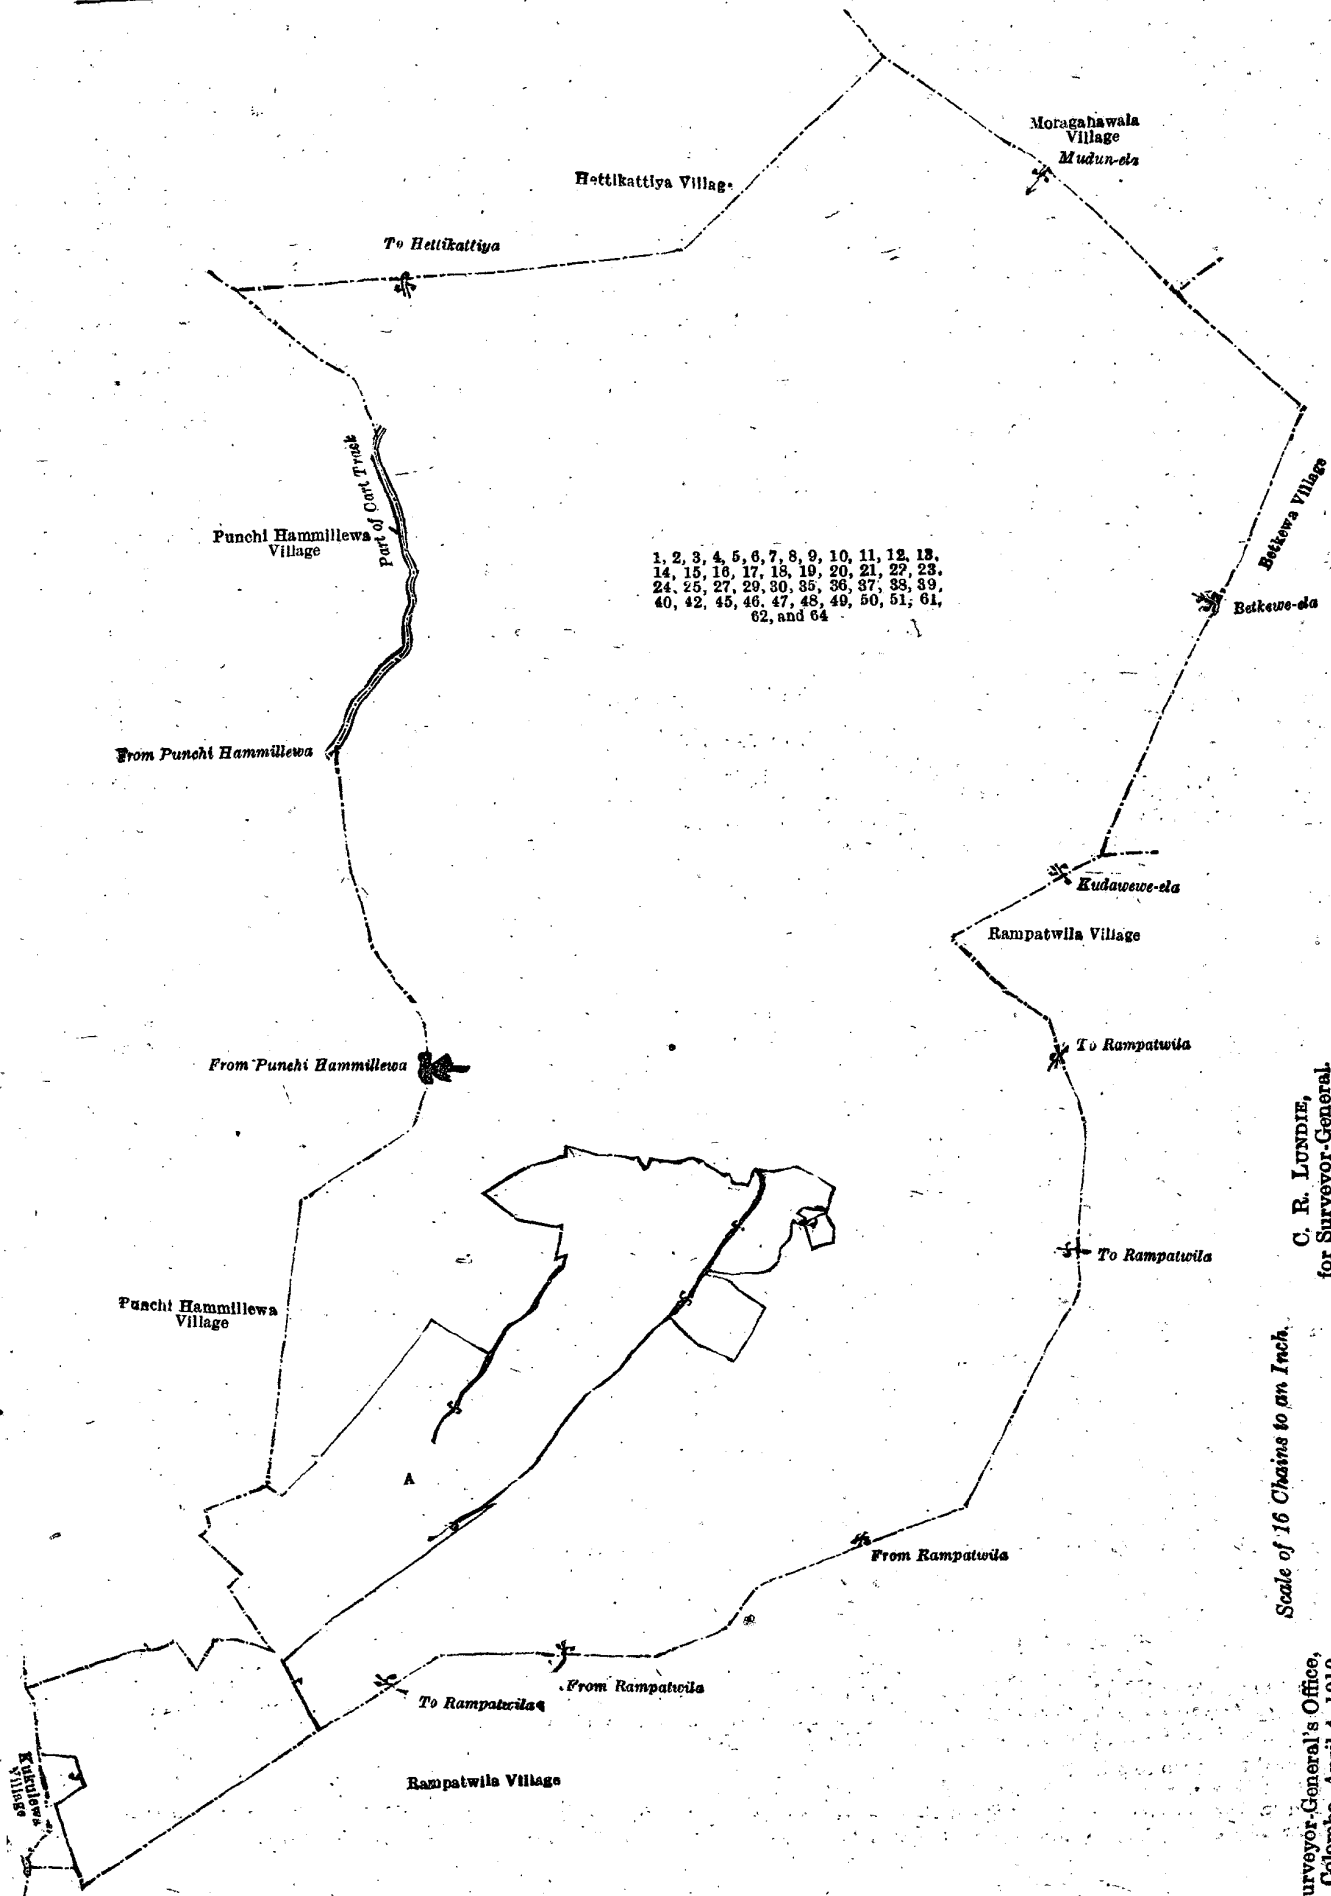 Moragahawala
Village
Mudun-ela
Hettikattiya Village
To Hettikattiya
Part of Cart Track
Punchi Hammillewa
Village
Betkewa Village
1, 2, 3, 4, 5, 6, 7, 8, 9, 10, 11, 12, 13,
14, 15, 16, 17, 18, 19, 20, 21, 22, 23,
24, 25, 27, 29, 30, 35, 36, 37, 38, 39,
40, 42, 45, 46, 47, 48, 49, 50, 51, 61,
62, and 64
Betkewe-ela
From Punchi Hammillewa
Kudawewe-ela
Rampatwila Village
To Rampatwila
From Punchi Hammillewa
To Rampatwila
Punchi Hammillewa
Village
A
From Rampatwila
From Rampatwila
To Rampatwila
Rampatwila Village
Kukulewa
Village
C. R. LUNDIE,
for Surveyor-General.
Scale of 16 Chains to an Inch.
urveyor-General's Office,